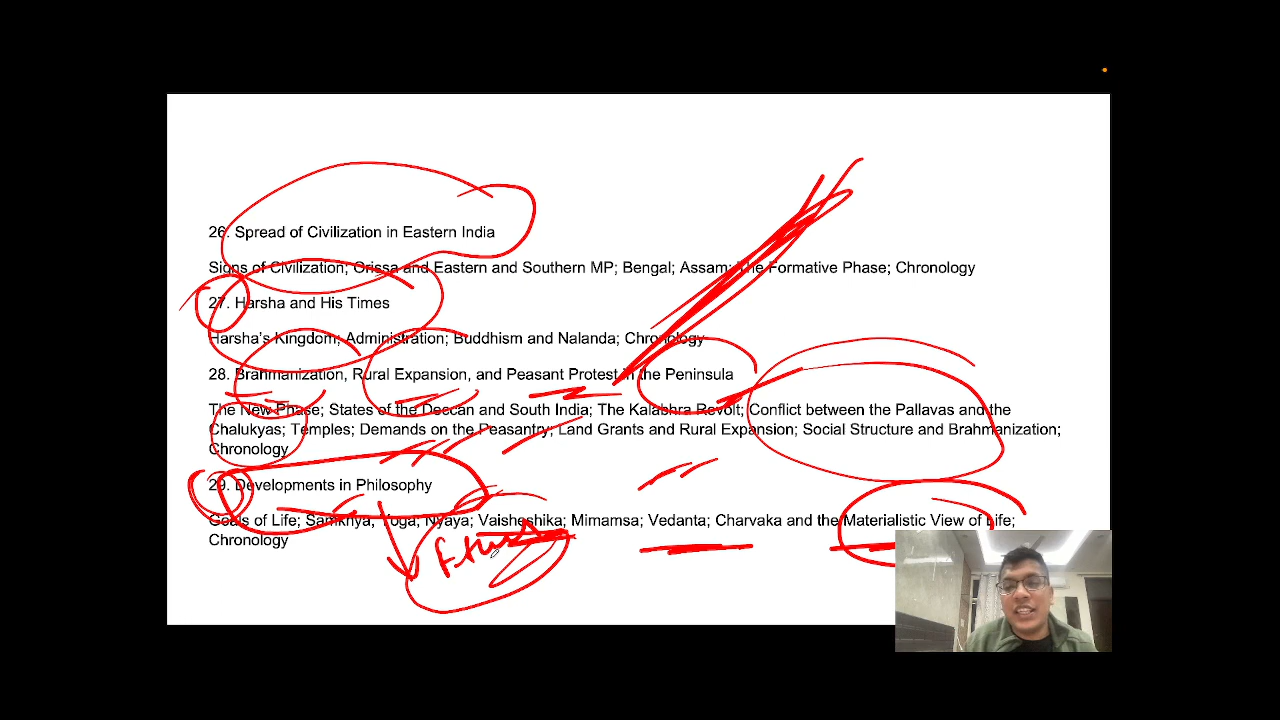 26. Spread of Civilization in Eastern India
Signs of Civilization; Orissa and Eastern and Southern MP; Bengal; Assam; The Formative Phase; Chronology
27. Harsha and His Times
Harsha's Kingdom; Administration; Buddhism and Nalanda; Chronology
28. Brahmanization, Rural Expansion, and Peasant Protest in the Peninsula
The New Phase; States of the Deccan and South India; The Kalabhra Revolt; Conflict between the Pallavas and the
Chalukyas; Temples; Demands on the Peasantry; Land Grants and Rural Expansion; Social Structure and Brahmanization;
Chronology
29. Developments in Philosophy
Goals of Life; Samkhya; Yoga; Nyaya; Vaisheshika; Mimamsa; Vedanta; Charvaka and the Materialistic View of Life;
Chronology